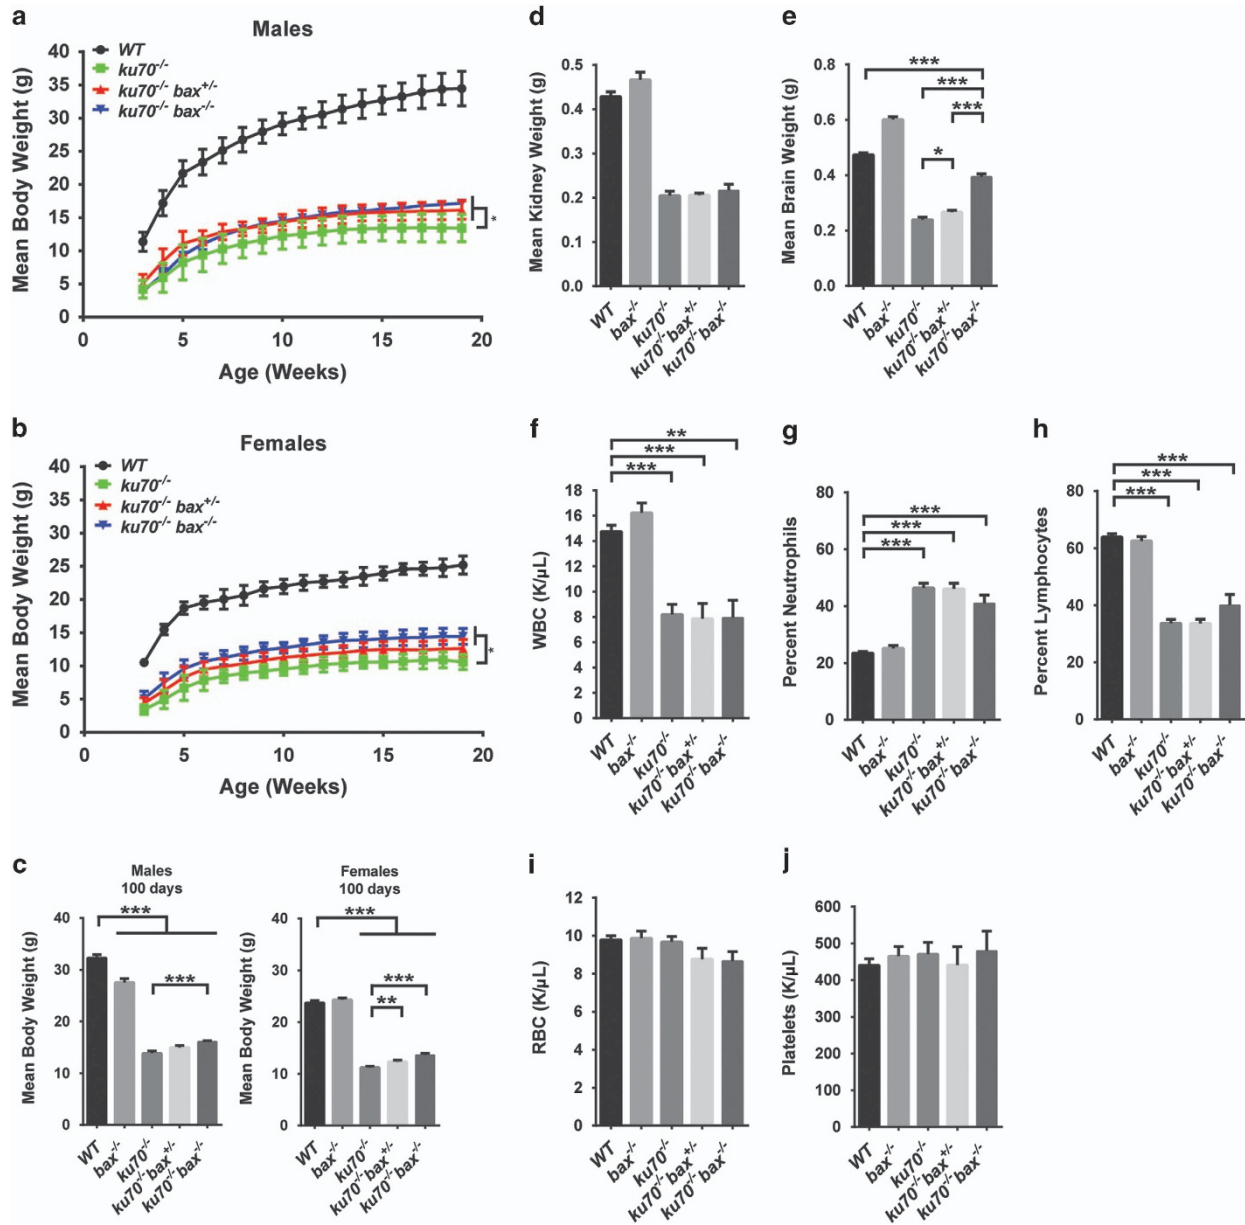 a
Males
Mean Body Weight (g)
40
35
30
25
20
15
10
5
0
WT
ku70-/-
ku70-/- bax+/-
ku70-/- bax-/-
*
0 5 10 15 20
Age (Weeks)
d
Mean Kidney Weight (g)
0.5
0.4
0.3
0.2
0.1
0.0
WT
bax-/-
ku70-/-
ku70-/-bax+/-
ku70-/-bax-/-
e
Mean Brain Weight (g)
0.8
0.6
0.4
0.2
0.0
***
***
***
*
WT
bax-/-
ku70-/-
ku70-/-bax+/-
ku70-/-bax-/-
b
Females
Mean Body Weight (g)
40
35
30
25
20
15
10
5
0
WT
ku70-/-
ku70-/- bax+/-
ku70-/- bax-/-
*
0 5 10 15 20
Age (Weeks)
f
WBC (K/µL)
18
16
14
12
10
8
6
4
2
0
**
***
***
WT
bax-/-
ku70-/-
ku70-/-bax+/-
ku70-/-bax-/-
g
Percent Neutrophils
80
60
40
20
0
***
***
***
WT
bax-/-
ku70-/-
ku70-/-bax+/-
ku70-/-bax-/-
h
Percent Lymphocytes
80
60
40
20
0
***
***
***
WT
bax-/-
ku70-/-
ku70-/-bax+/-
ku70-/-bax-/-
c
Males
100 days
Mean Body Weight (g)
40
30
20
10
0
***
***
WT
bax-/-
ku70-/-
ku70-/-bax+/-
ku70-/-bax-/-
Females
100 days
Mean Body Weight (g)
40
30
20
10
0
***
***
**
WT
bax-/-
ku70-/-
ku70-/-bax+/-
ku70-/-bax-/-
i
RBC (K/µL)
12
10
8
6
4
2
0
WT
bax-/-
ku70-/-
ku70-/-bax+/-
ku70-/-bax-/-
j
Platelets (K/µL)
600
500
400
300
200
100
0
WT
bax-/-
ku70-/-
ku70-/-bax+/-
ku70-/-bax-/-